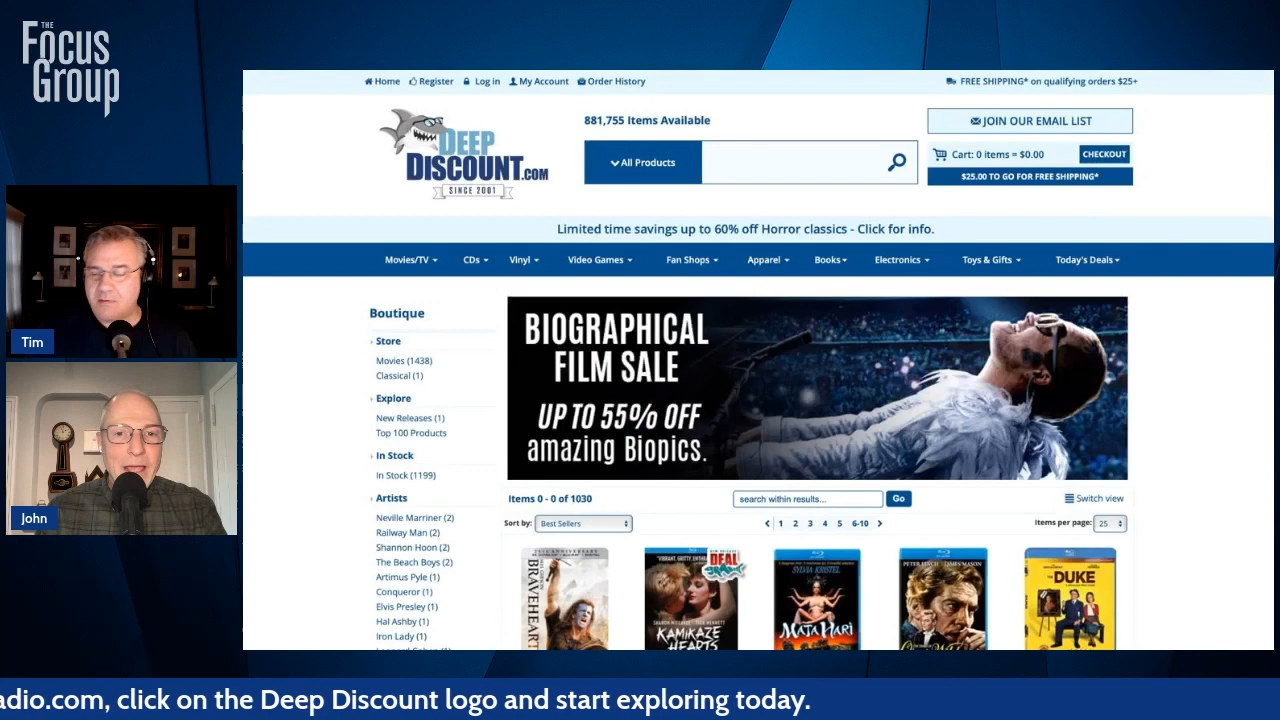 THE
Focus
Group
Home Register Log in My Account Order History
FREE SHIPPING* on qualifying orders $25+
DEEP
DISCOUNT.COM
SINCE 2001
881,755 Items Available
All Products
JOIN OUR EMAIL LIST
Cart: 0 items = $0.00 CHECKOUT
$25.00 TO GO FOR FREE SHIPPING*
Limited time savings up to 60% off Horror classics - Click for info.
Movies/TV CDs Vinyl Video Games Fan Shops Apparel Books Electronics Toys & Gifts Today's Deals
Boutique
Store
Movies (1438)
Classical (1)
Explore
New Releases (1)
Top 100 Products
In Stock
In Stock (1199)
Artists
Neville Marriner (2)
Railway Man (2)
Shannon Hoon (2)
The Beach Boys (2)
Artimus Pyle (1)
Conqueror (1)
Elvis Presley (1)
Hal Ashby (1)
Iron Lady (1)
BIOGRAPHICAL
FILM SALE
UP TO 55% OFF
amazing Biopics.
Items 0 - 0 of 1030
search within results... Go
Switch view
Sort by: Best Sellers
1 2 3 4 5 6-10
Items per page: 25
BRAVEHEART
DEAL
KAMIKAZE
HEARTS
SYLVIA KRISTEL
MATA HARI
PETER FINCH JAMES MASON
THE
DUKE
Tim
John
adio.com, click on the Deep Discount logo and start exploring today.